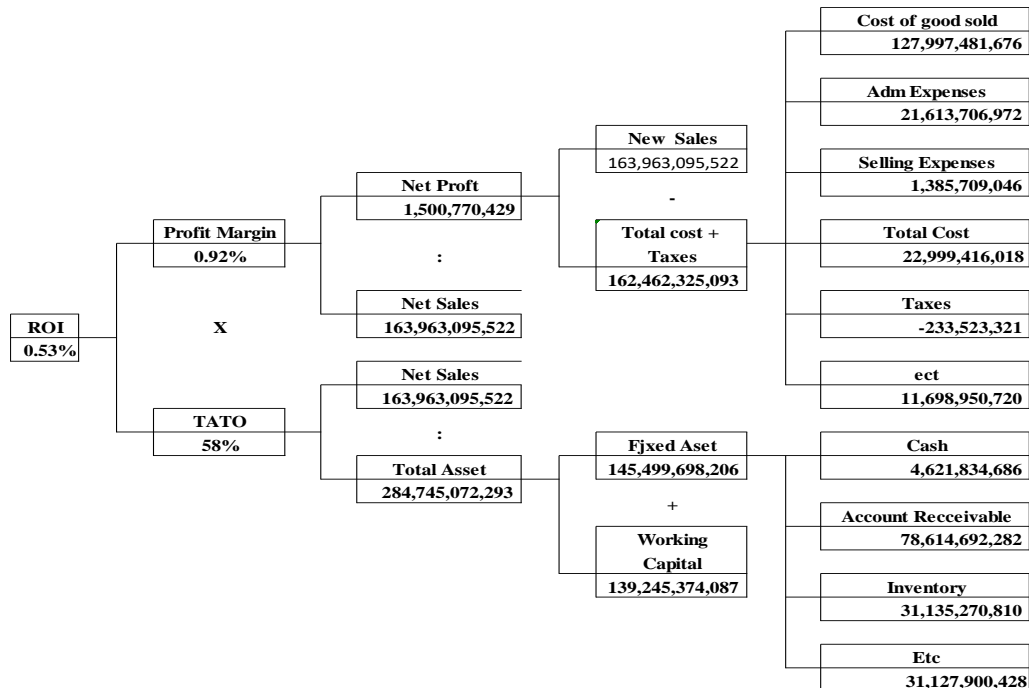 ROI
0.53%
Profit Margin
0.92%
X
TATO
58%
Net Proft
1,500,770,429
:
Net Sales
163,963,095,522
Net Sales
163,963,095,522
:
Total Asset
284,745,072,293
New Sales
163,963,095,522
-
Total cost +
Taxes
162,462,325,093
Fjxed Aset
145,499,698,206
+
Working
Capital
139,245,374,087
Cost of good sold
127,997,481,676
Adm Expenses
21,613,706,972
Selling Expenses
1,385,709,046
Total Cost
22,999,416,018
Taxes
-233,523,321
ect
11,698,950,720
Cash
4,621,834,686
Account Recceivable
78,614,692,282
Inventory
31,135,270,810
Etc
31,127,900,428